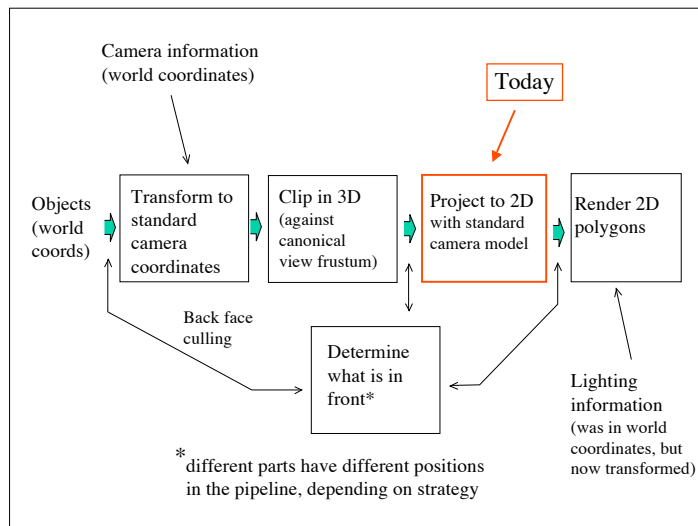 Camera information
(world coordinates)
Today
Objects
(world
coords)
Transform to
standard
camera
coordinates
Clip in 3D
(against
canonical
view frustum)
Project to 2D
with standard
camera model
Render 2D
polygons
Back face
culling
Determine
what is in
front*
Lighting
information
(was in world
coordinates, but
now transformed)
*different parts have different positions
in the pipeline, depending on strategy